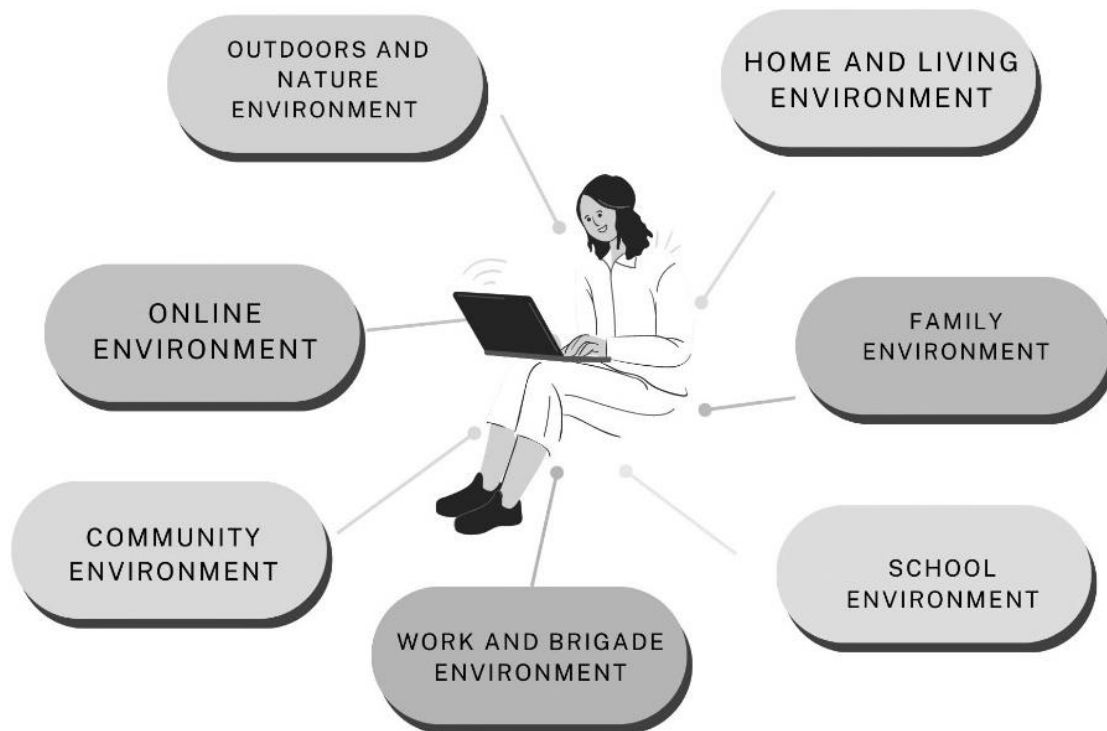 OUTDOORS AND
NATURE
ENVIRONMENT
HOME AND LIVING
ENVIRONMENT
ONLINE
ENVIRONMENT
FAMILY
ENVIRONMENT
COMMUNITY
ENVIRONMENT
SCHOOL
ENVIRONMENT
WORK AND BRIGADE
ENVIRONMENT